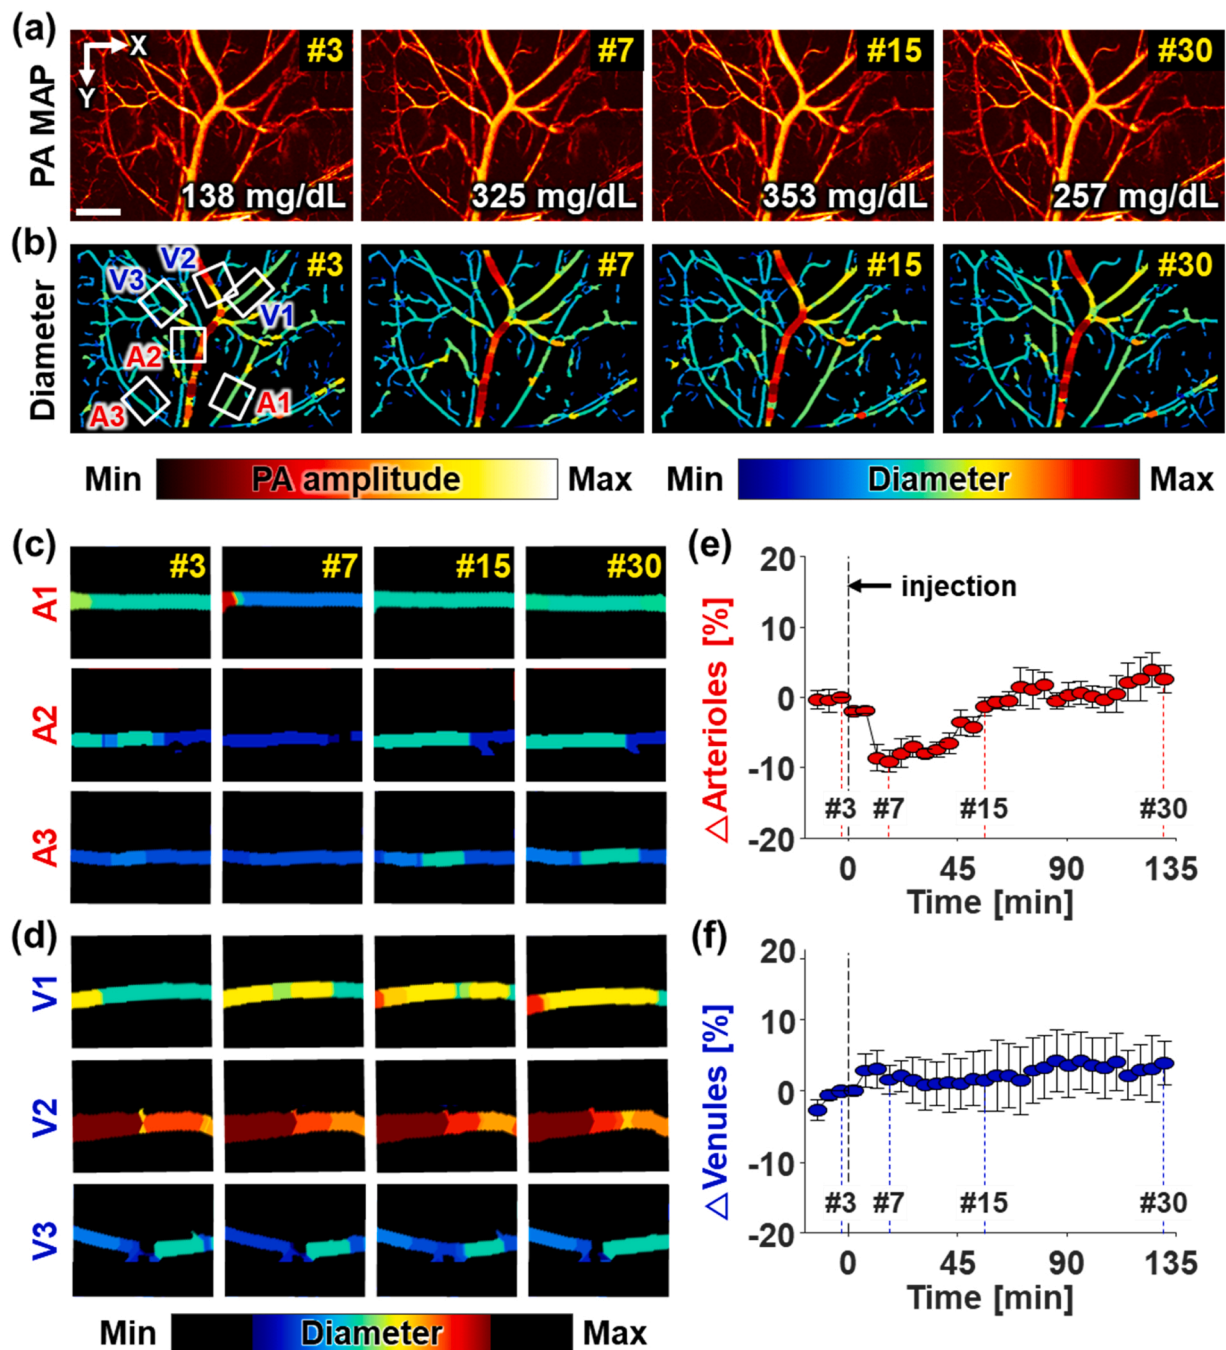 (a)
PA MAP
X
Y
#3
138 mg/dL
#7
325 mg/dL
#15
353 mg/dL
#30
257 mg/dL
(b)
Diameter
V3
V2
V1
A2
A3
A1
#3
#7
#15
#30
Min PA amplitude Max
Min Diameter Max
(c)
#3
#7
#15
#30
A1
A2
A3
(d)
V1
V2
V3
Min Diameter Max
(e)
△Arterioles [%]
20
10
0
-10
-20
injection
#3
#7
#15
#30
0
45
90
135
Time [min]
(f)
△Venules [%]
20
10
0
-10
-20
#3
#7
#15
#30
0
45
90
135
Time [min]